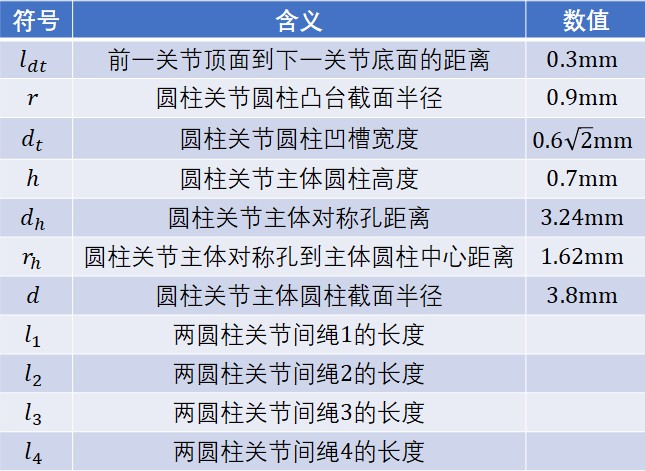 符号 含义 数值
l_dt 前一关节顶面到下一关节底面的距离 0.3mm
r 圆柱关节圆柱凸台截面半径 0.9mm
d_t 圆柱关节圆柱凹槽宽度 0.6√2mm
h 圆柱关节主体圆柱高度 0.7mm
d_h 圆柱关节主体对称孔距离 3.24mm
r_h 圆柱关节主体对称孔到主体圆柱中心距离 1.62mm
d 圆柱关节主体圆柱截面半径 3.8mm
l_1 两圆柱关节间绳1的长度
l_2 两圆柱关节间绳2的长度
l_3 两圆柱关节间绳3的长度
l_4 两圆柱关节间绳4的长度